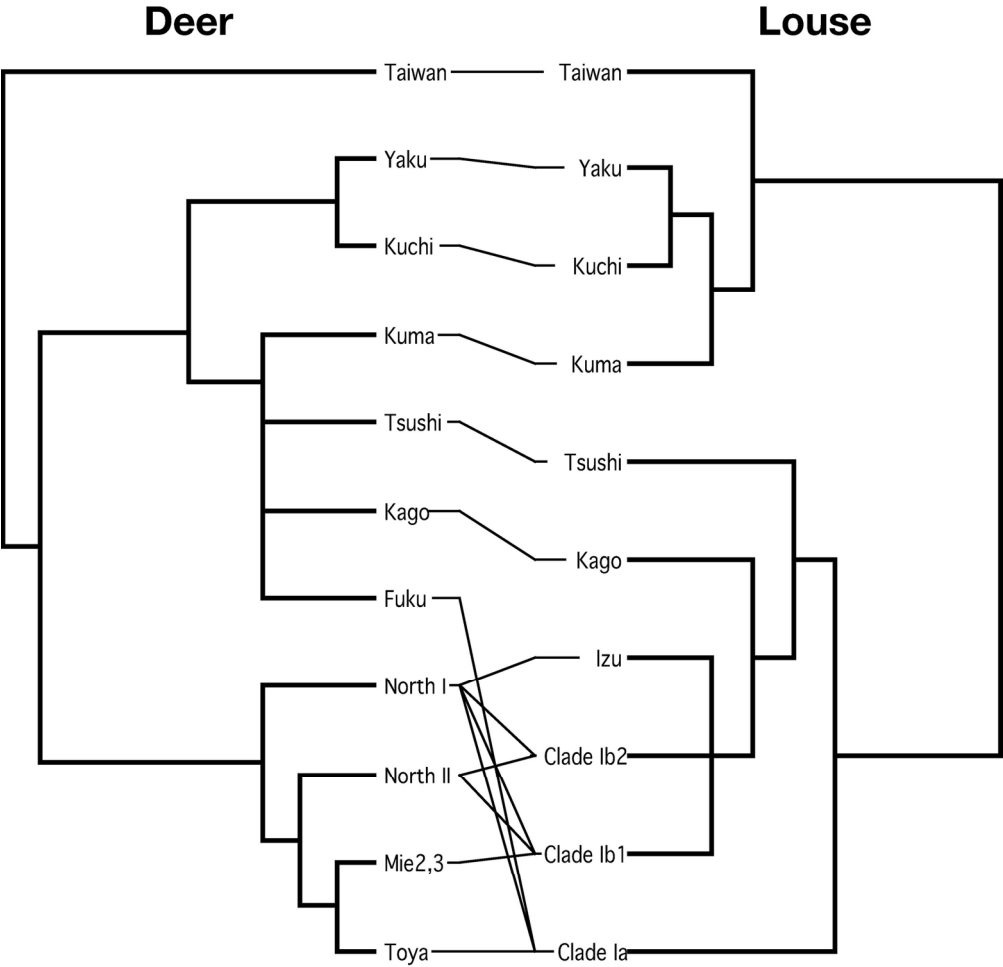 Deer Louse
Taiwan Taiwan
Yaku Yaku
Kuchi Kuchi
Kuma Kuma
Tsushi Tsushi
Kago Kago
Fuku
Izu
North I
Clade Ib2
North II
Clade Ib1
Mie2,3
Toya Clade Ia